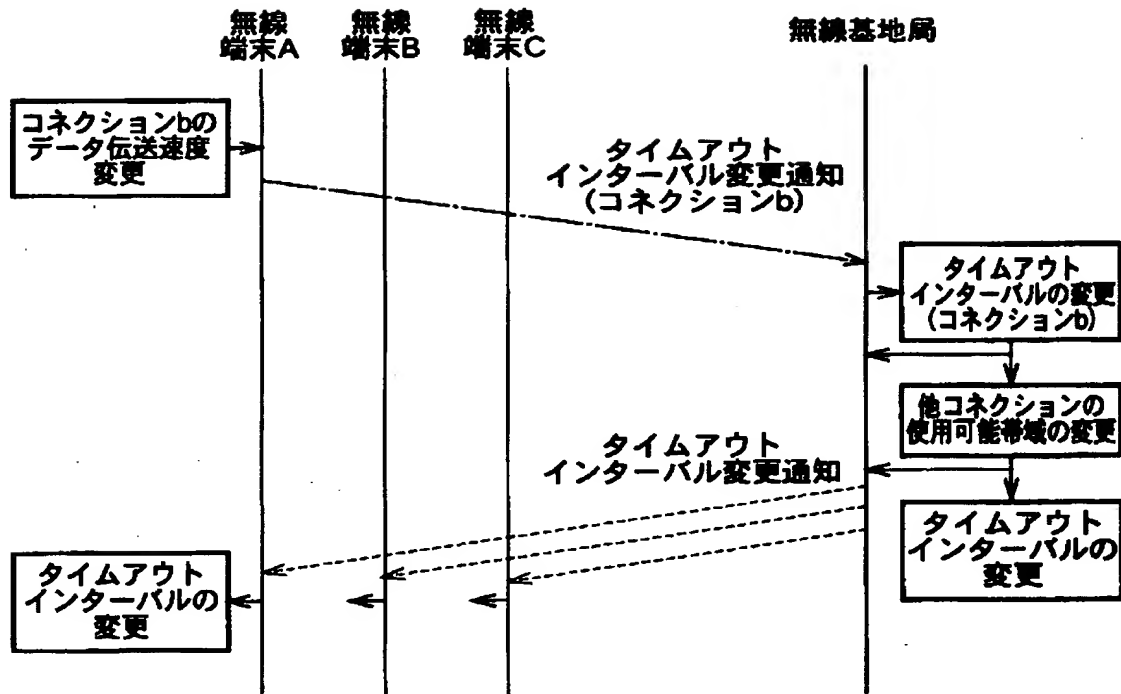 無線
端末A
無線
端末B
無線
端末C
無線基地局
コネクションbの
データ伝送速度
変更
タイムアウト
インターバル変更通知
(コネクションb)
タイムアウト
インターバルの変更
(コネクションb)
他コネクションの
使用可能帯域の変更
タイムアウト
インターバル変更通知
タイムアウト
インターバルの
変更
タイムアウト
インターバルの
変更